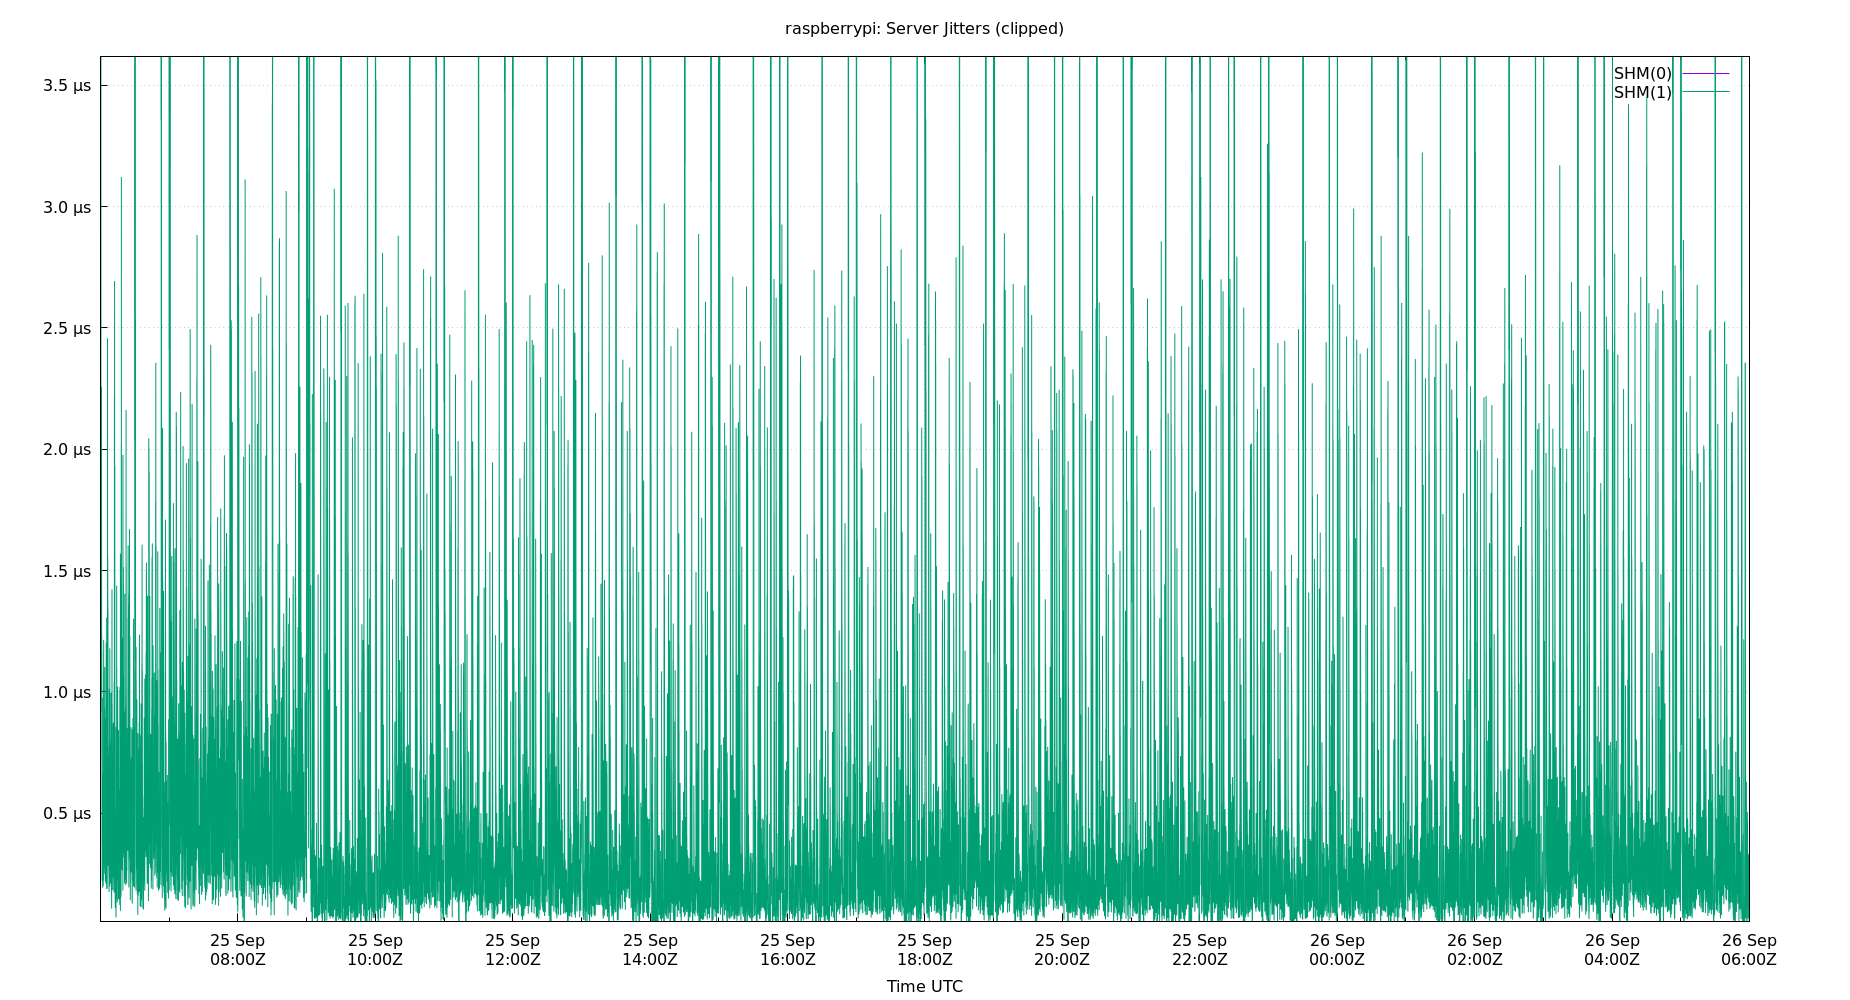 raspberrypi: Server Jitters (clipped)
SHM(0)
SHM(1)
3.5 µs
3.0 µs
2.5 µs
2.0 µs
1.5 µs
1.0 µs
0.5 µs
25 Sep 25 Sep 25 Sep 25 Sep 25 Sep 25 Sep 25 Sep 25 Sep 26 Sep 26 Sep 26 Sep 26 Sep
08:00Z 10:00Z 12:00Z 14:00Z 16:00Z 18:00Z 20:00Z 22:00Z 00:00Z 02:00Z 04:00Z 06:00Z
Time UTC